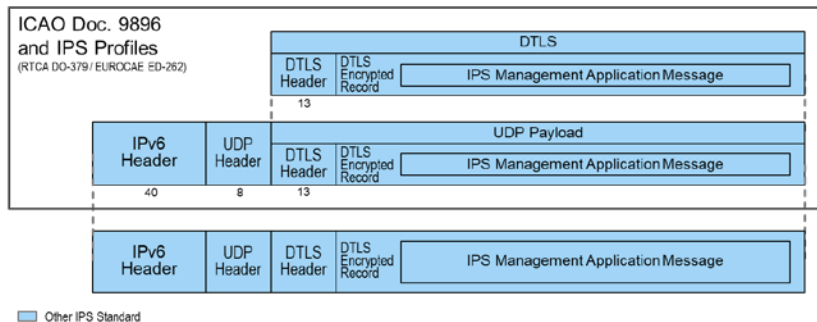 ICAO Doc. 9896
and IPS Profiles
(RTCA DO-379/ EUROCAE ED-262)
DTLS
DTLS
Header
DTLS
Encrypted
Record
IPS Management Application Message
13
IPv6
Header
UDP
Header
UDP Payload
DTLS
Header
DTLS
Encrypted
Record
IPS Management Application Message
40
8
13
IPv6
Header
UDP
Header
DTLS
Header
DTLS
Encrypted
Record
IPS Management Application Message
Other IPS Standard